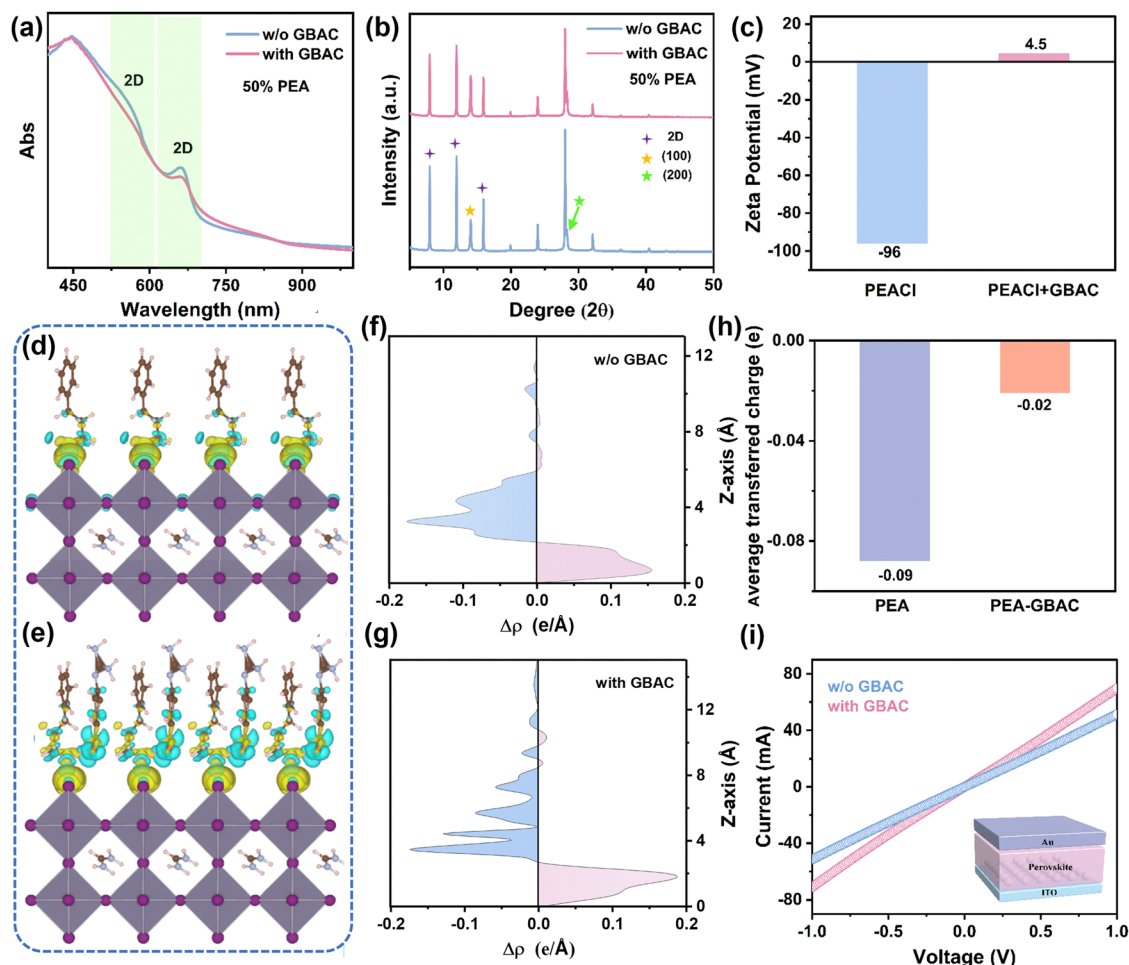 (a)
w/o GBAC
with GBAC
2D
50% PEA
2D
Abs
450 600 750 900
Wavelength (nm)
(b)
w/o GBAC
with GBAC
50% PEA
2D
(100)
(200)
Intensity (a.u.)
10 20 30 40 50
Degree (2θ)
(c)
20
0
-20
-40
-60
-80
-100
4.5
-96
Zeta Potential (mV)
PEACl PEACl+GBAC
(d)
(e)
(f)
w/o GBAC
12
8
4
0
Z-axis (Å)
-0.2 -0.1 0.0 0.1 0.2
Δρ (e/Å)
(g)
with GBAC
12
8
4
0
Z-axis (Å)
-0.2 -0.1 0.0 0.1 0.2
Δρ (e/Å)
(h)
0.00
-0.04
-0.08
-0.02
-0.09
Average transferred charge (e)
PEA PEA-GBAC
(i)
w/o GBAC
with GBAC
80
40
0
-40
-80
Current (mA)
Au
Perovskite
ITO
-1.0 -0.5 0.0 0.5 1.0
Voltage (V)